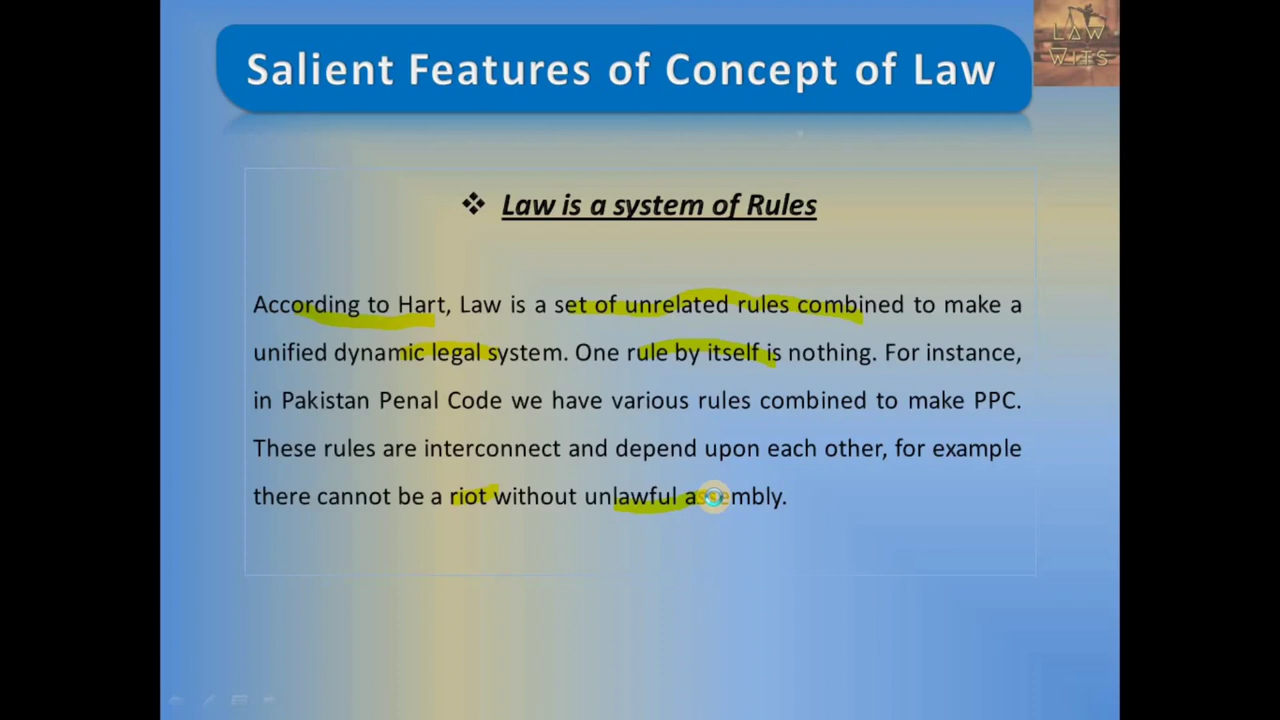 Salient Features of Concept of Law
LAW
WITS
❖ Law is a system of Rules
According to Hart, Law is a set of unrelated rules combined to make a
unified dynamic legal system. One rule by itself is nothing. For instance,
in Pakistan Penal Code we have various rules combined to make PPC.
These rules are interconnect and depend upon each other, for example
there cannot be a riot without unlawful assembly.